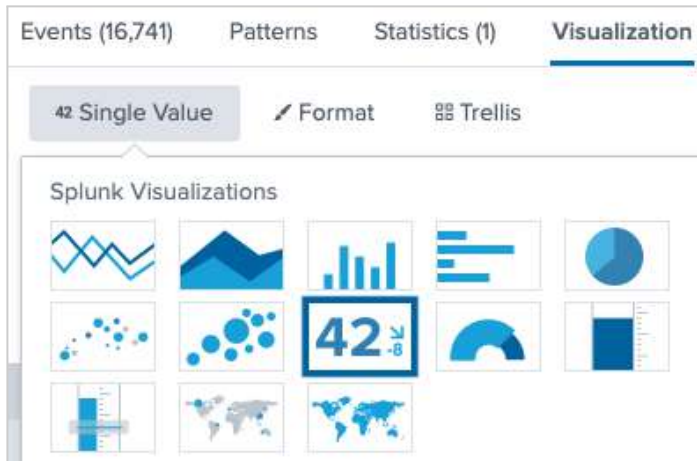 Events (16,741) Patterns Statistics (1) Visualization
42 Single Value Format Trellis
Splunk Visualizations
42 -8